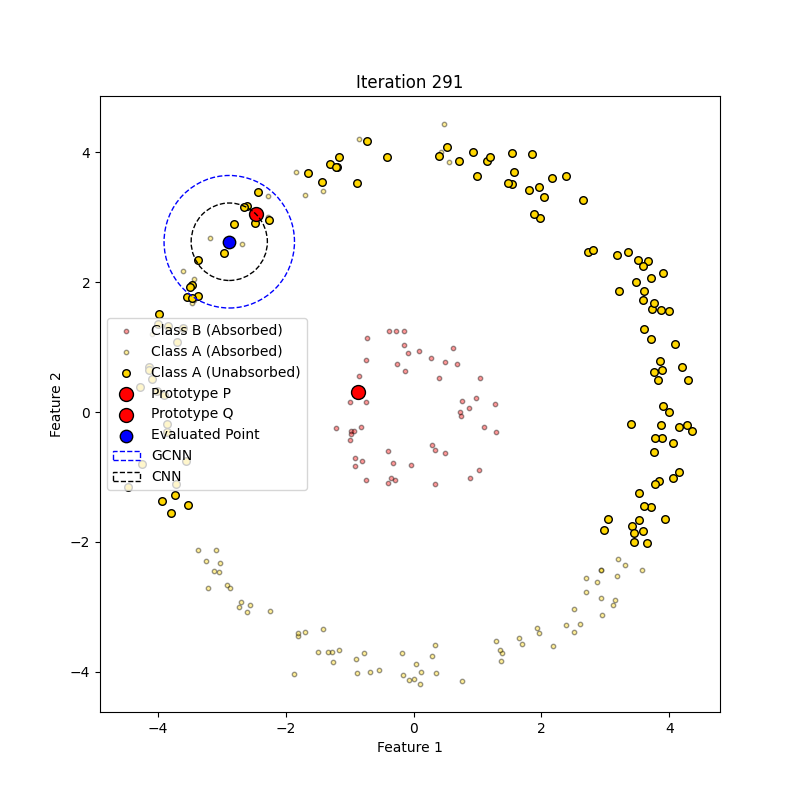 Iteration 291
4
2
0
−2
−4
Feature 2
Class B (Absorbed)
Class A (Absorbed)
Class A (Unabsorbed)
Prototype P
Prototype Q
Evaluated Point
GCNN
CNN
−4 −2 0 2 4
Feature 1